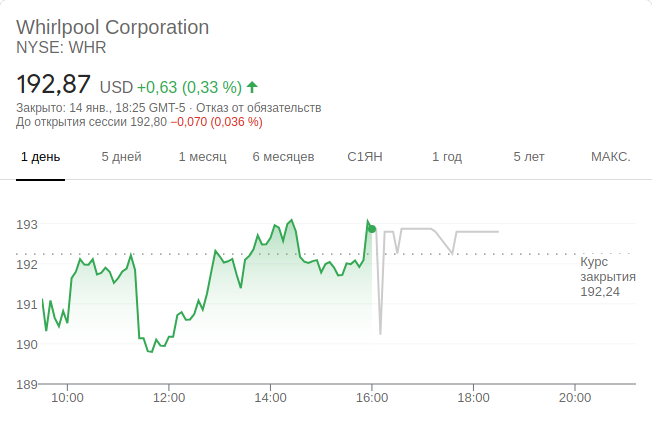 Whirlpool Corporation
NYSE: WHR
192,87 USD +0,63 (0,33 %)
Закрыто: 14 янв., 18:25 GMT-5 · Отказ от обязательств
До открытия сессии 192,80 −0,070 (0,036 %)
1 день 5 дней 1 месяц 6 месяцев С1ЯН 1 год 5 лет МАКС.
193
192
191
190
189
Курс
закрытия
192,24
10:00 12:00 14:00 16:00 18:00 20:00